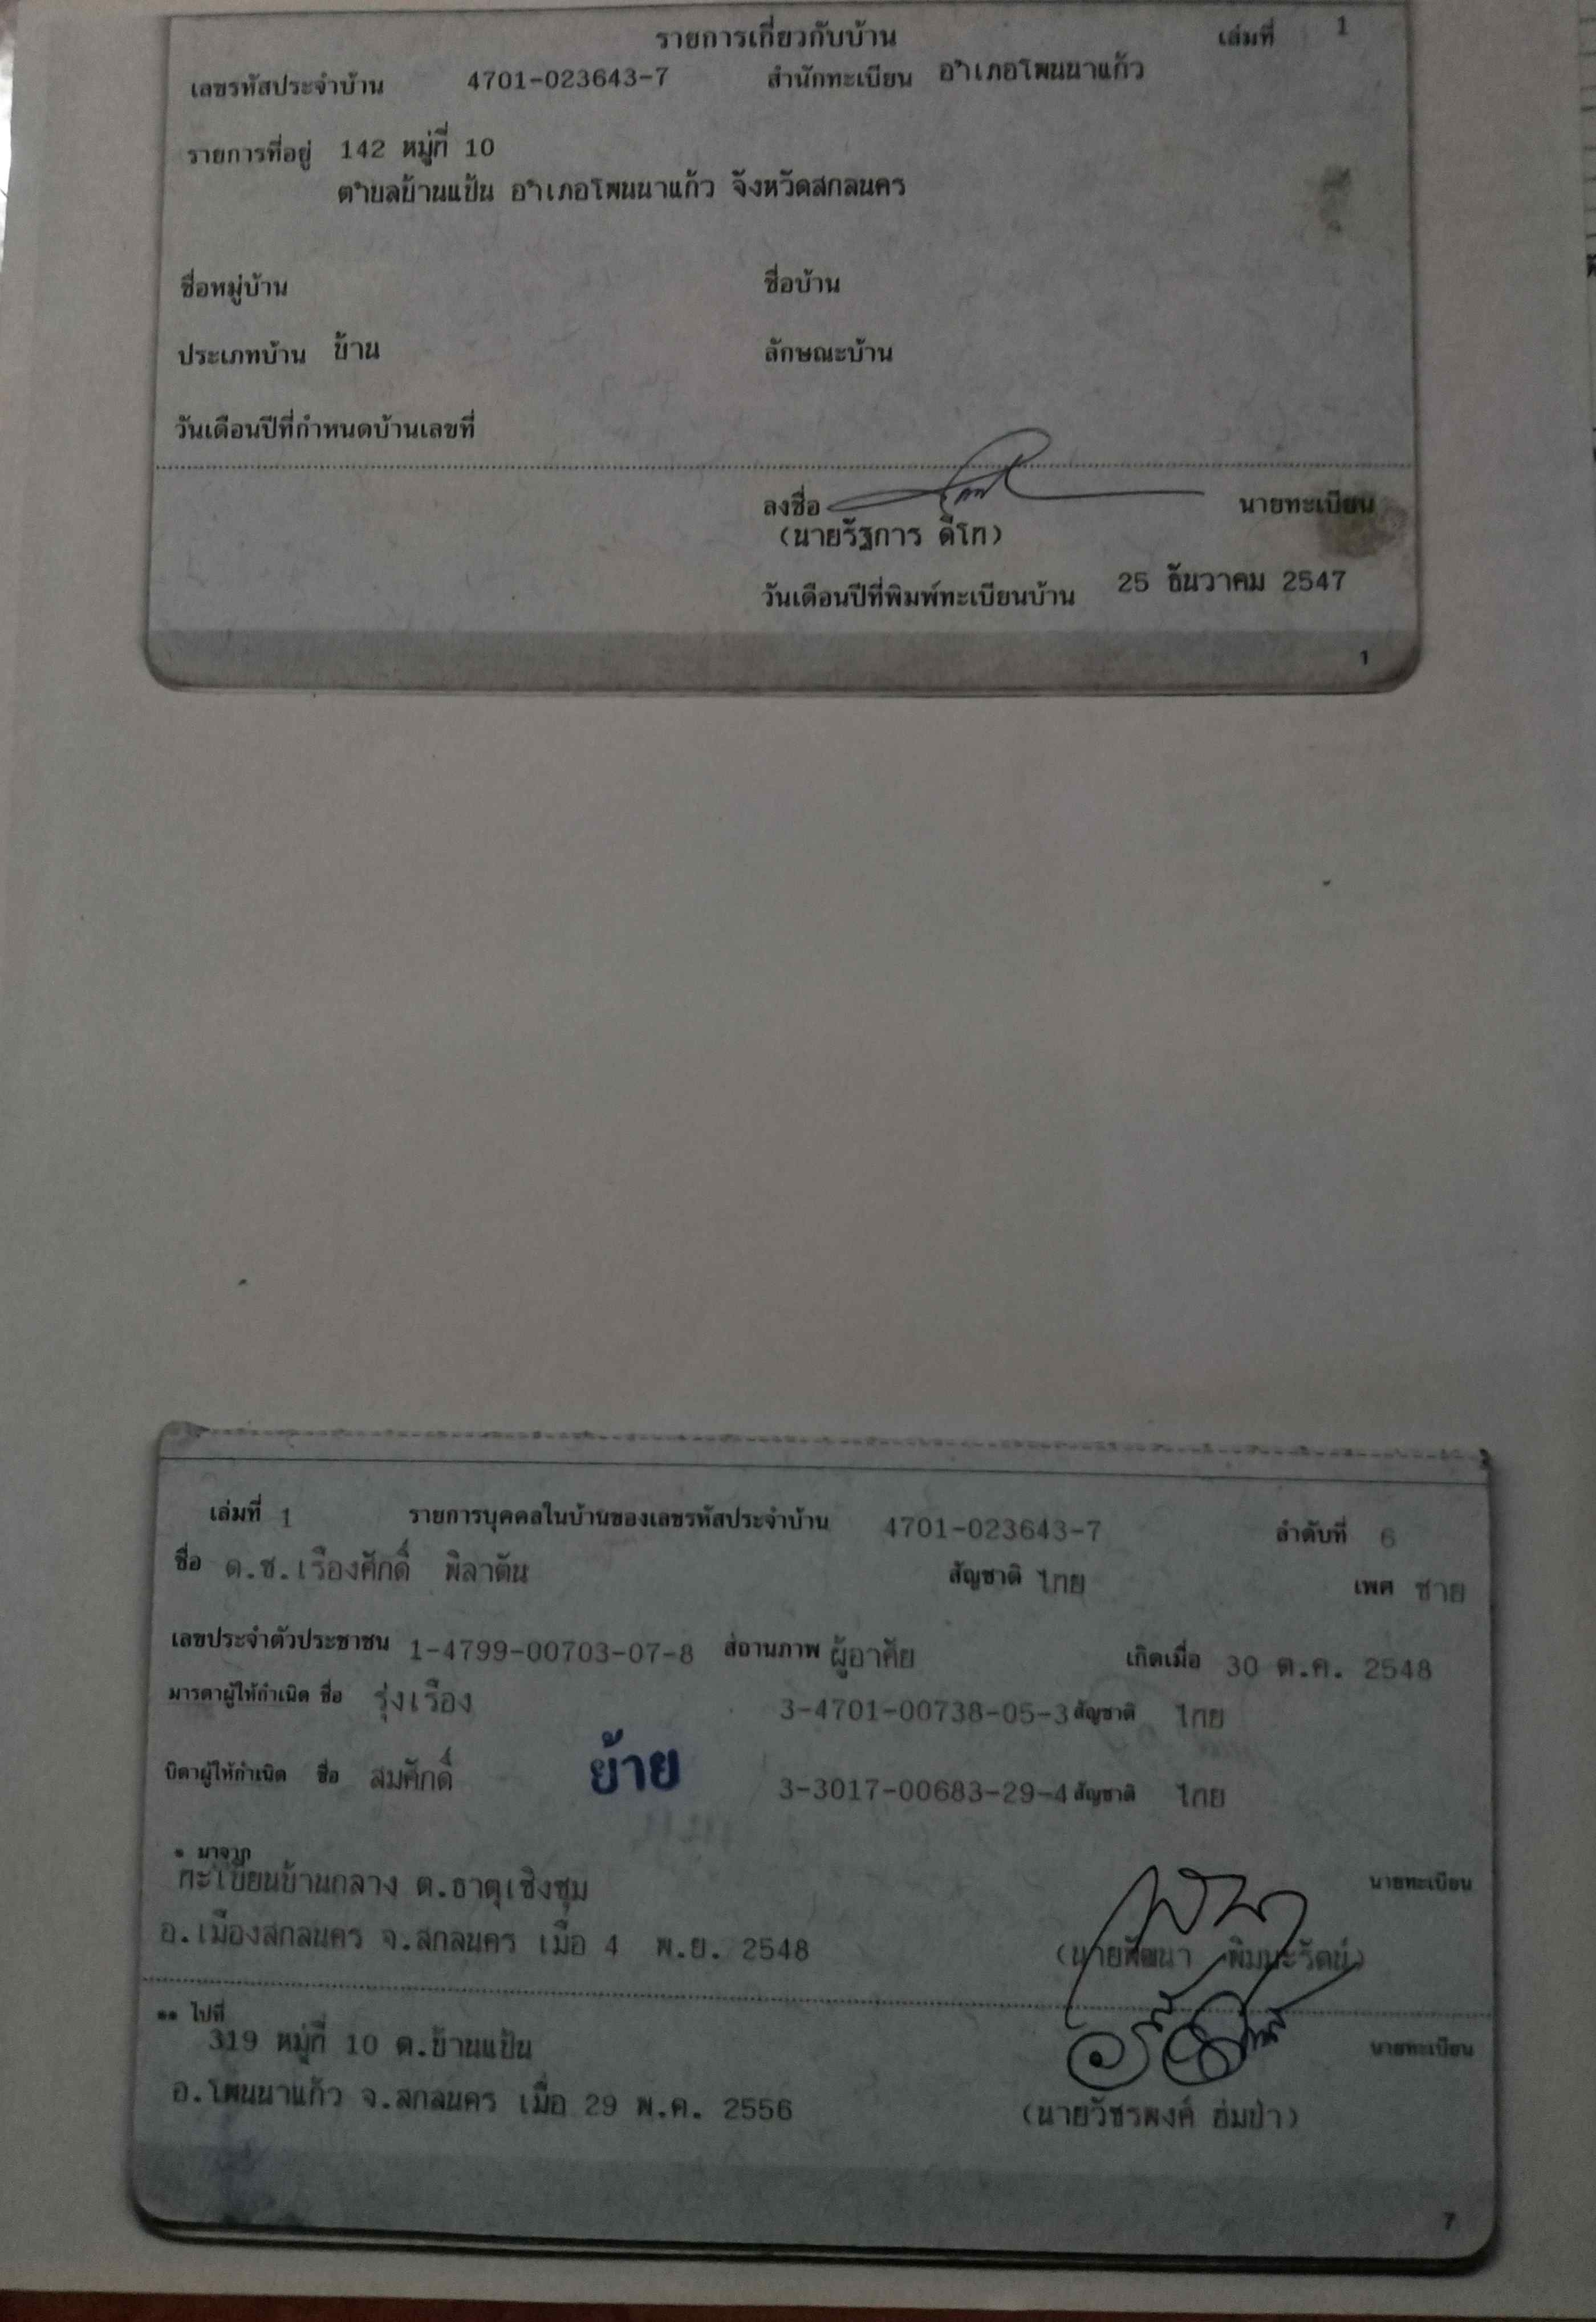 รายการเกี่ยวกับบ้าน เล่มที่ 1
เลขรหัสประจำบ้าน 4701-023643-7 สำนักทะเบียน อำเภอโพนนาแก้ว
รายการที่อยู่ 142 หมู่ที่ 10
ตำบลบ้านแป้น อำเภอโพนนาแก้ว จังหวัดสกลนคร
ชื่อหมู่บ้าน ชื่อบ้าน
ประเภทบ้าน บ้าน ลักษณะบ้าน
วันเดือนปีที่กำหนดบ้านเลขที่
ลงชื่อ นายทะเบียน
(นายรัฐการ ดีโท)
วันเดือนปีที่พิมพ์ทะเบียนบ้าน 25 ธันวาคม 2547
1
เล่มที่ 1 รายการบุคคลในบ้านของเลขรหัสประจำบ้าน 4701-023643-7 ลำดับที่ 6
ชื่อ ด.ช.เรืองศักดิ์ พิลาตัน สัญชาติ ไทย เพศ ชาย
เลขประจำตัวประชาชน 1-4799-00703-07-8 สถานภาพ ผู้อาศัย เกิดเมื่อ 30 ต.ค. 2548
มารดาผู้ให้กำเนิด ชื่อ รุ่งเรือง 3-4701-00738-05-3 สัญชาติ ไทย
บิดาผู้ให้กำเนิด ชื่อ สมศักดิ์ ย้าย 3-3017-00683-29-4 สัญชาติ ไทย
* มาจาก
ทะเบียนบ้านกลาง ต.ธาตุเชิงชุม นายทะเบียน
อ.เมืองสกลนคร จ.สกลนคร เมื่อ 4 พ.ย. 2548 (นายพัฒนา พิมมะรัตน์)
** ไปที่
319 หมู่ที่ 10 ต.บ้านแป้น นายทะเบียน
อ.โพนนาแก้ว จ.สกลนคร เมื่อ 29 พ.ค. 2556 (นายวัชรพงศ์ อ่มป่า)
7